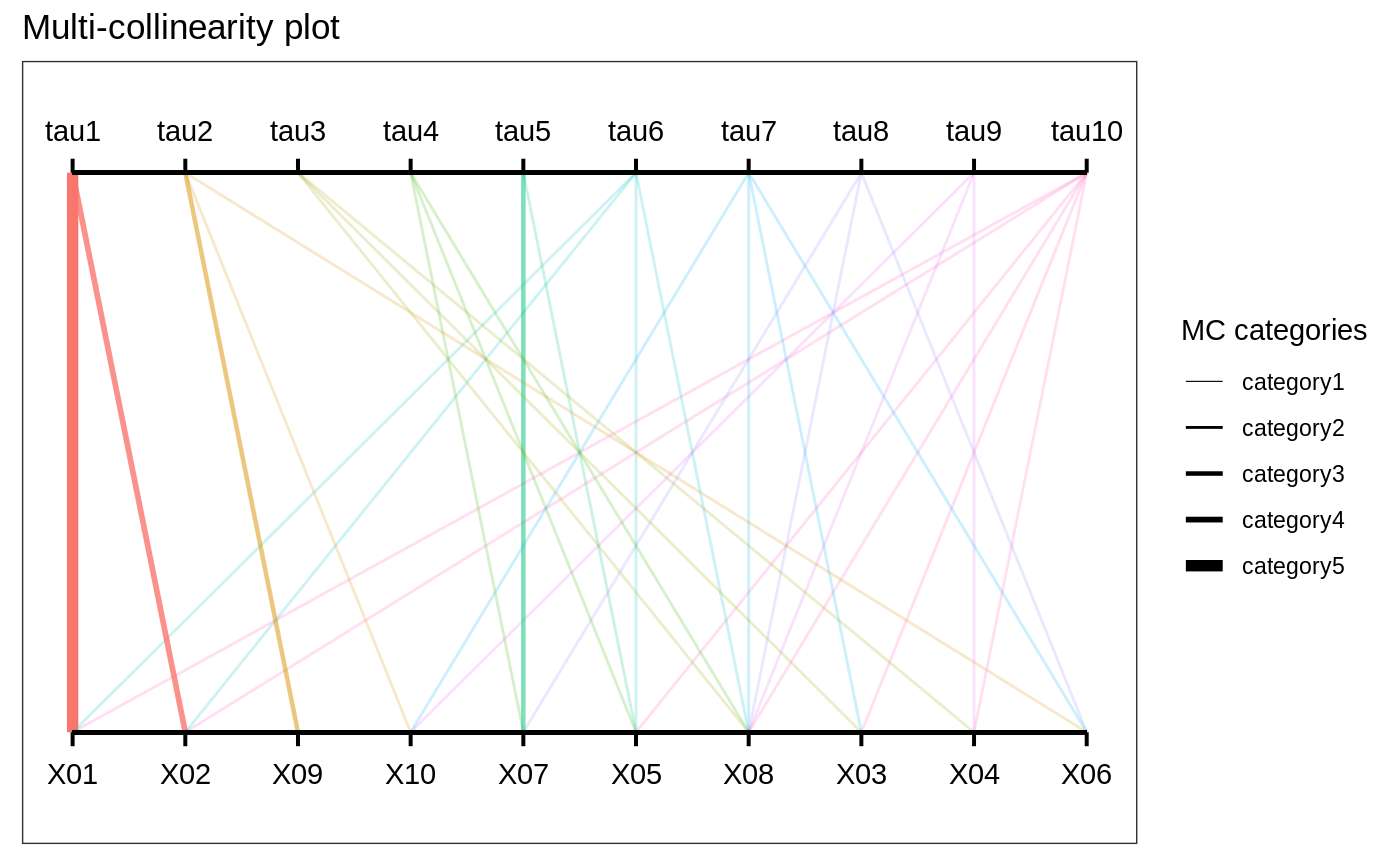 Multi-collinearity plot
tau1 tau2 tau3 tau4 tau5 tau6 tau7 tau8 tau9 tau10
X01 X02 X09 X10 X07 X05 X08 X03 X04 X06
MC categories
category1
category2
category3
category4
category5